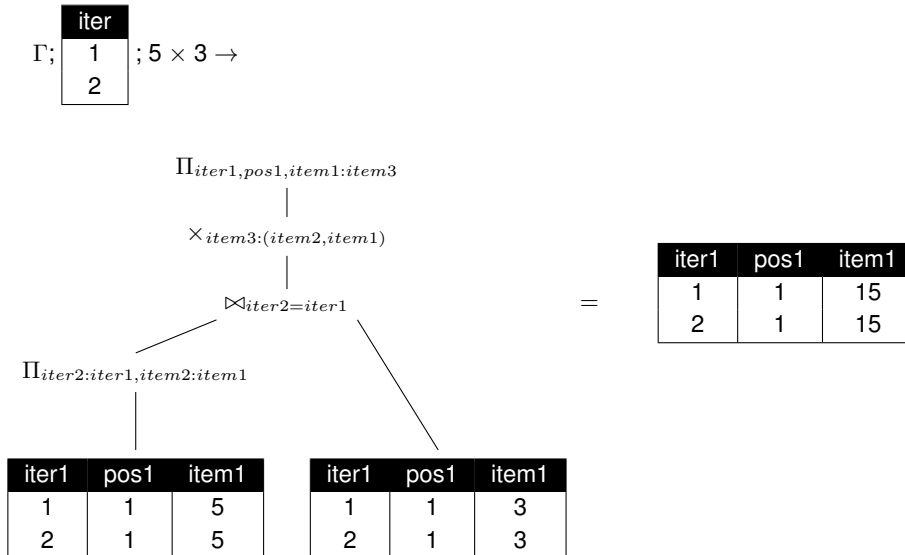 iter
Γ; 1 ; 5 × 3 →
2
Π_{iter1,pos1,item1:item3}
×_{item3:(item2,item1)}
⋈_{iter2=iter1}
=
iter1 pos1 item1
1 1 15
2 1 15
Π_{iter2:iter1,item2:item1}
iter1 pos1 item1
1 1 5
2 1 5
iter1 pos1 item1
1 1 3
2 1 3